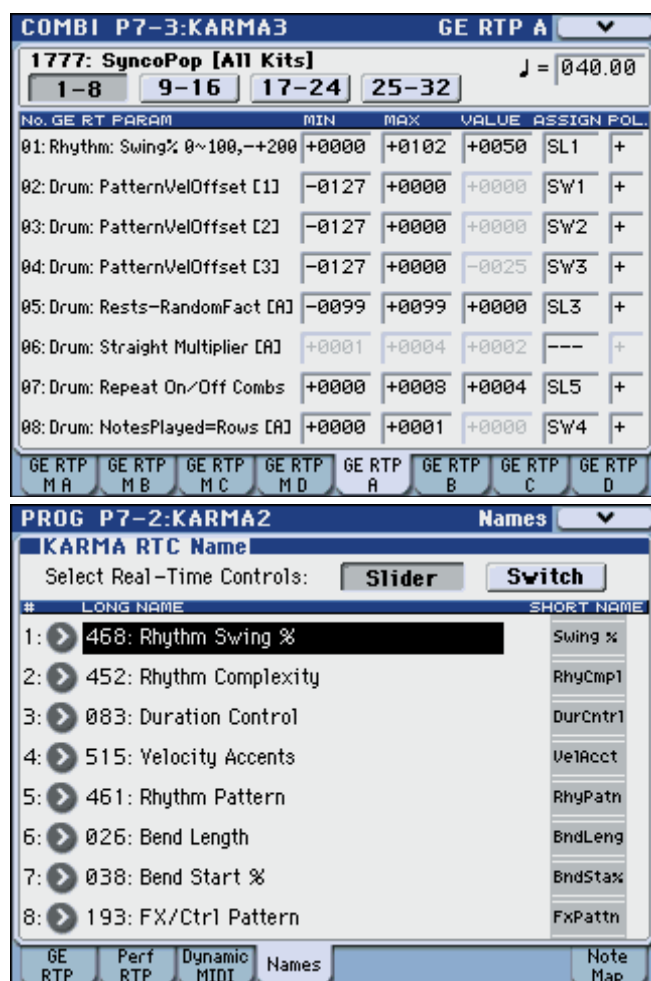 COMBI P7-3:KARMA3 GE RTP A
1777: SyncoPop [All Kits]
♩ = 040.00
1-8 9-16 17-24 25-32
No. GE RT PARAM MIN MAX VALUE ASSIGN POL.
01: Rhythm: Swing% 0~100,-+200 +0000 +0102 +0050 SL1 +
02: Drum: PatternVelOffset [1] -0127 +0000 +0000 SW1 +
03: Drum: PatternVelOffset [2] -0127 +0000 +0000 SW2 +
04: Drum: PatternVelOffset [3] -0127 +0000 -0025 SW3 +
05: Drum: Rests-RandomFact [A] -0099 +0099 +0000 SL3 +
06: Drum: Straight Multiplier [A] +0001 +0004 +0002 --- +
07: Drum: Repeat On/Off Combs +0000 +0008 +0004 SL5 +
08: Drum: NotesPlayed=Rows [A] +0000 +0001 +0000 SW4 +
GE RTP M A GE RTP M B GE RTP M C GE RTP M D GE RTP A GE RTP B GE RTP C GE RTP D
PROG P7-2:KARMA2 Names
KARMA RTC Name
Select Real-Time Controls: Slider Switch
# LONG NAME SHORT NAME
1: 468: Rhythm Swing % Swing %
2: 452: Rhythm Complexity RhyCmpl
3: 083: Duration Control DurCntrl
4: 515: Velocity Accents VelAcct
5: 461: Rhythm Pattern RhyPatn
6: 026: Bend Length BndLeng
7: 038: Bend Start % BndSta%
8: 193: FX/Ctrl Pattern FxPattn
GE RTP Perf RTP Dynamic MIDI Names Note Map